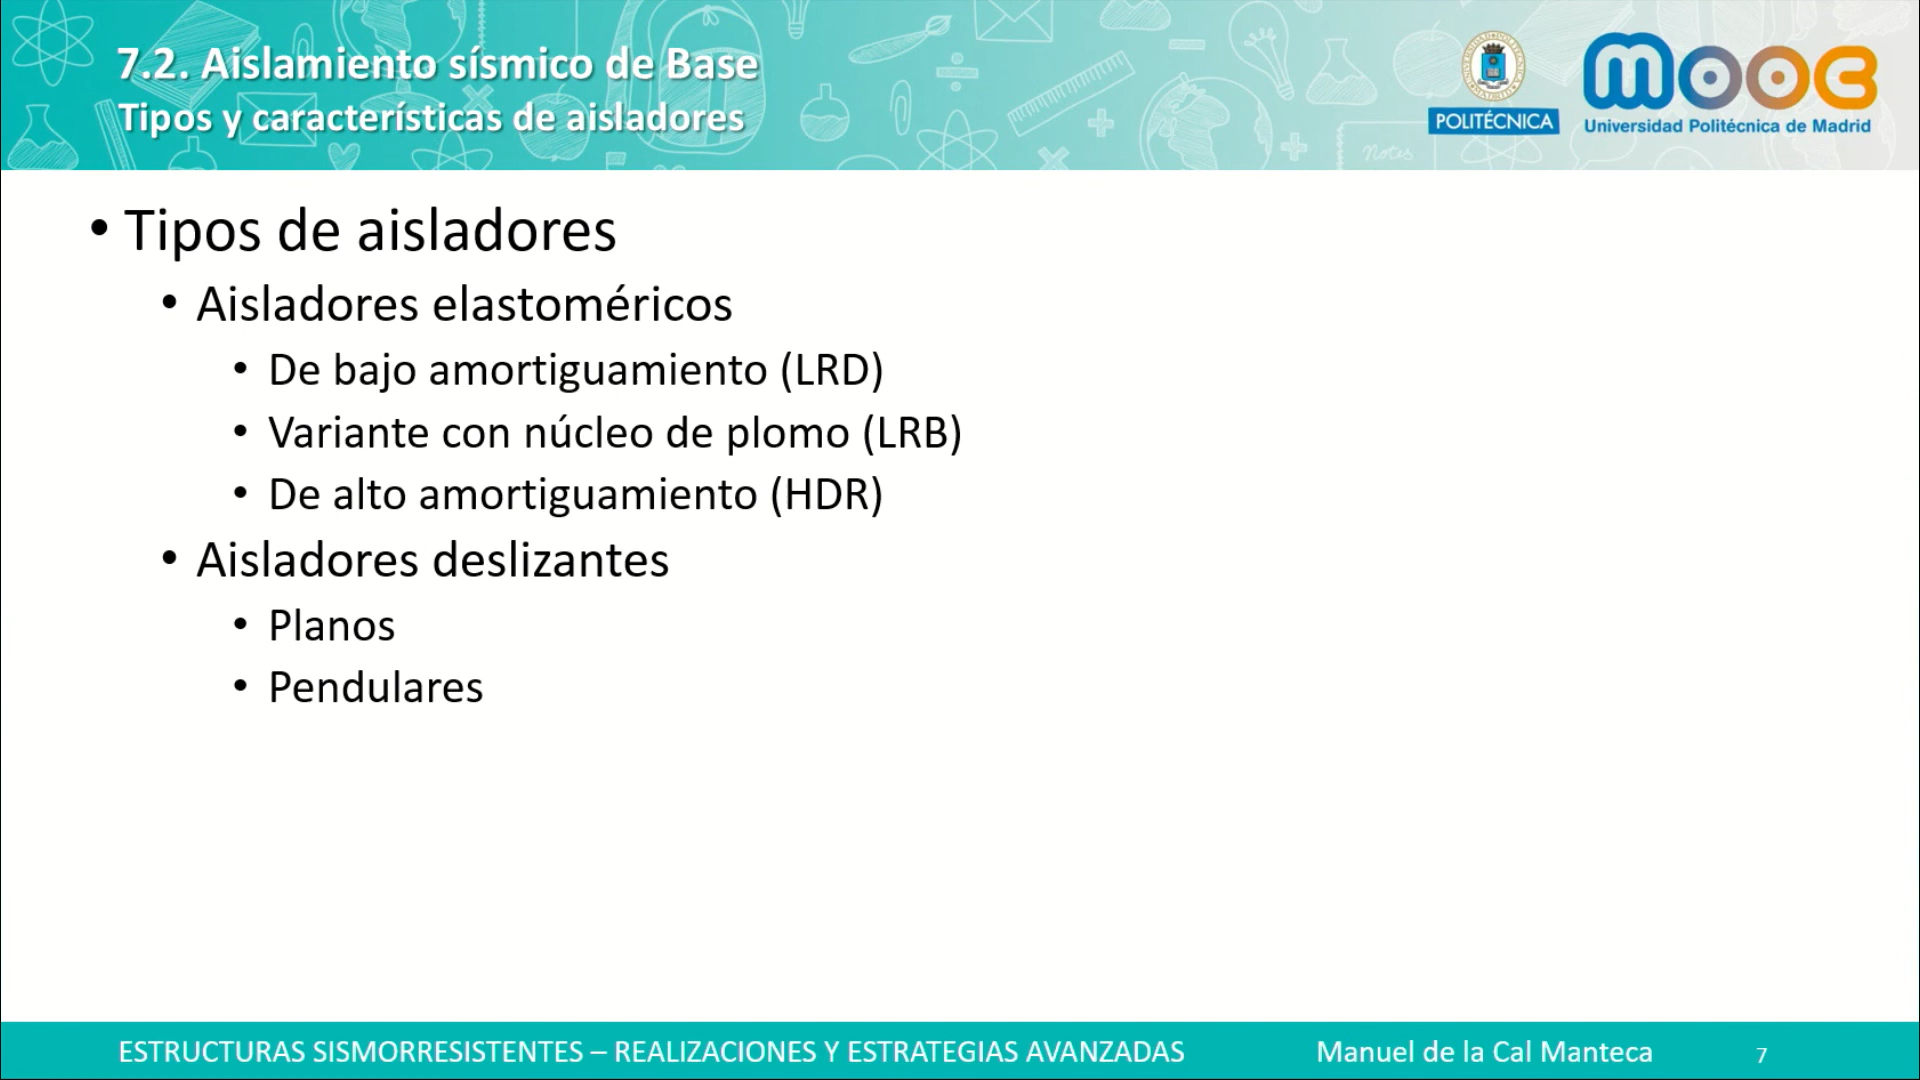 7.2. Aislamiento sísmico de Base
Tipos y características de aisladores
POLITÉCNICA
mooc
Universidad Politécnica de Madrid
Notes
• Tipos de aisladores
• Aisladores elastoméricos
• De bajo amortiguamiento (LRD)
• Variante con núcleo de plomo (LRB)
• De alto amortiguamiento (HDR)
• Aisladores deslizantes
• Planos
• Pendulares
ESTRUCTURAS SISMORRESISTENTES – REALIZACIONES Y ESTRATEGIAS AVANZADAS
Manuel de la Cal Manteca
7